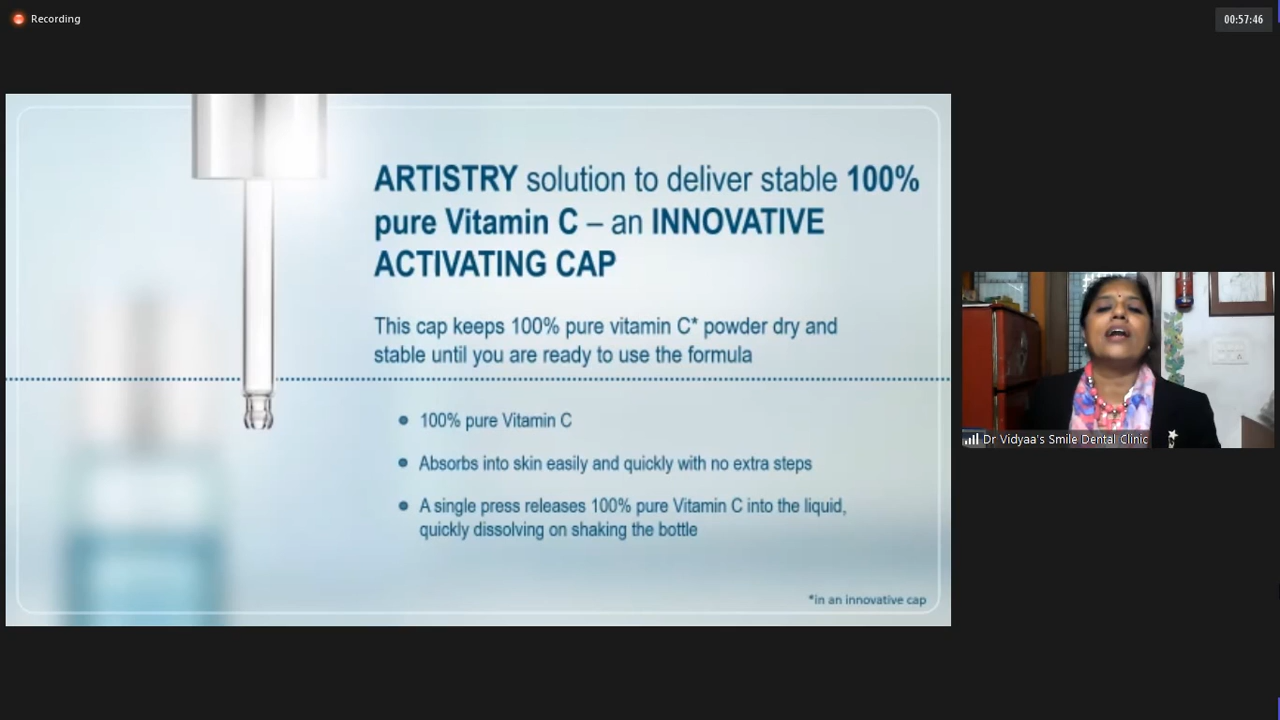 Recording
00:57:46
ARTISTRY solution to deliver stable 100%
pure Vitamin C – an INNOVATIVE
ACTIVATING CAP
This cap keeps 100% pure vitamin C* powder dry and
stable until you are ready to use the formula
100% pure Vitamin C
Absorbs into skin easily and quickly with no extra steps
A single press releases 100% pure Vitamin C into the liquid,
quickly dissolving on shaking the bottle
*in an innovative cap
Dr Vidyaa's Smile Dental Clinic